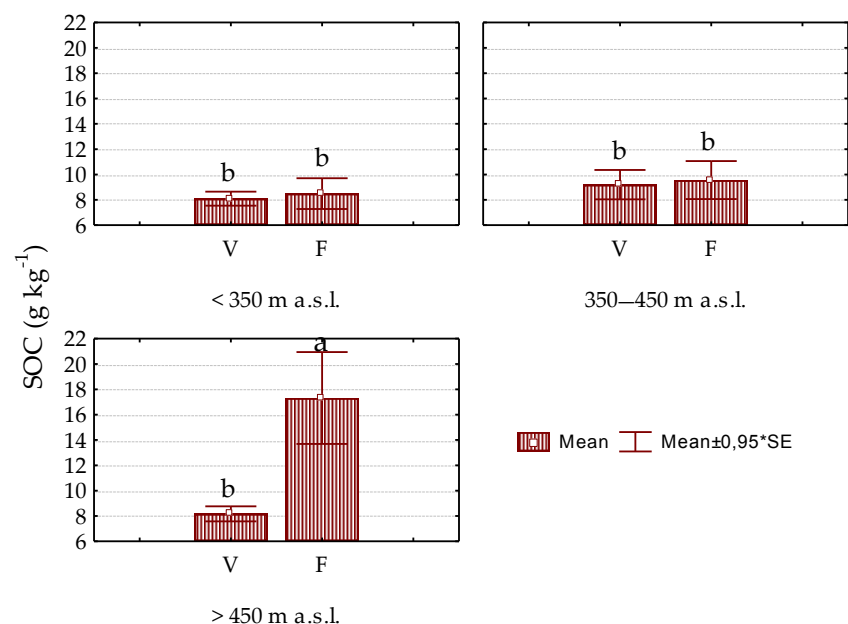 22
20
18
16
14
12
10
8
6
b
b
V
F
< 350 m a.s.l.
22
20
18
16
14
12
10
8
6
b
b
V
F
350—450 m a.s.l.
SOC (g kg⁻¹)
22
20
18
16
14
12
10
8
6
b
a
V
F
> 450 m a.s.l.
Mean Mean±0,95*SE